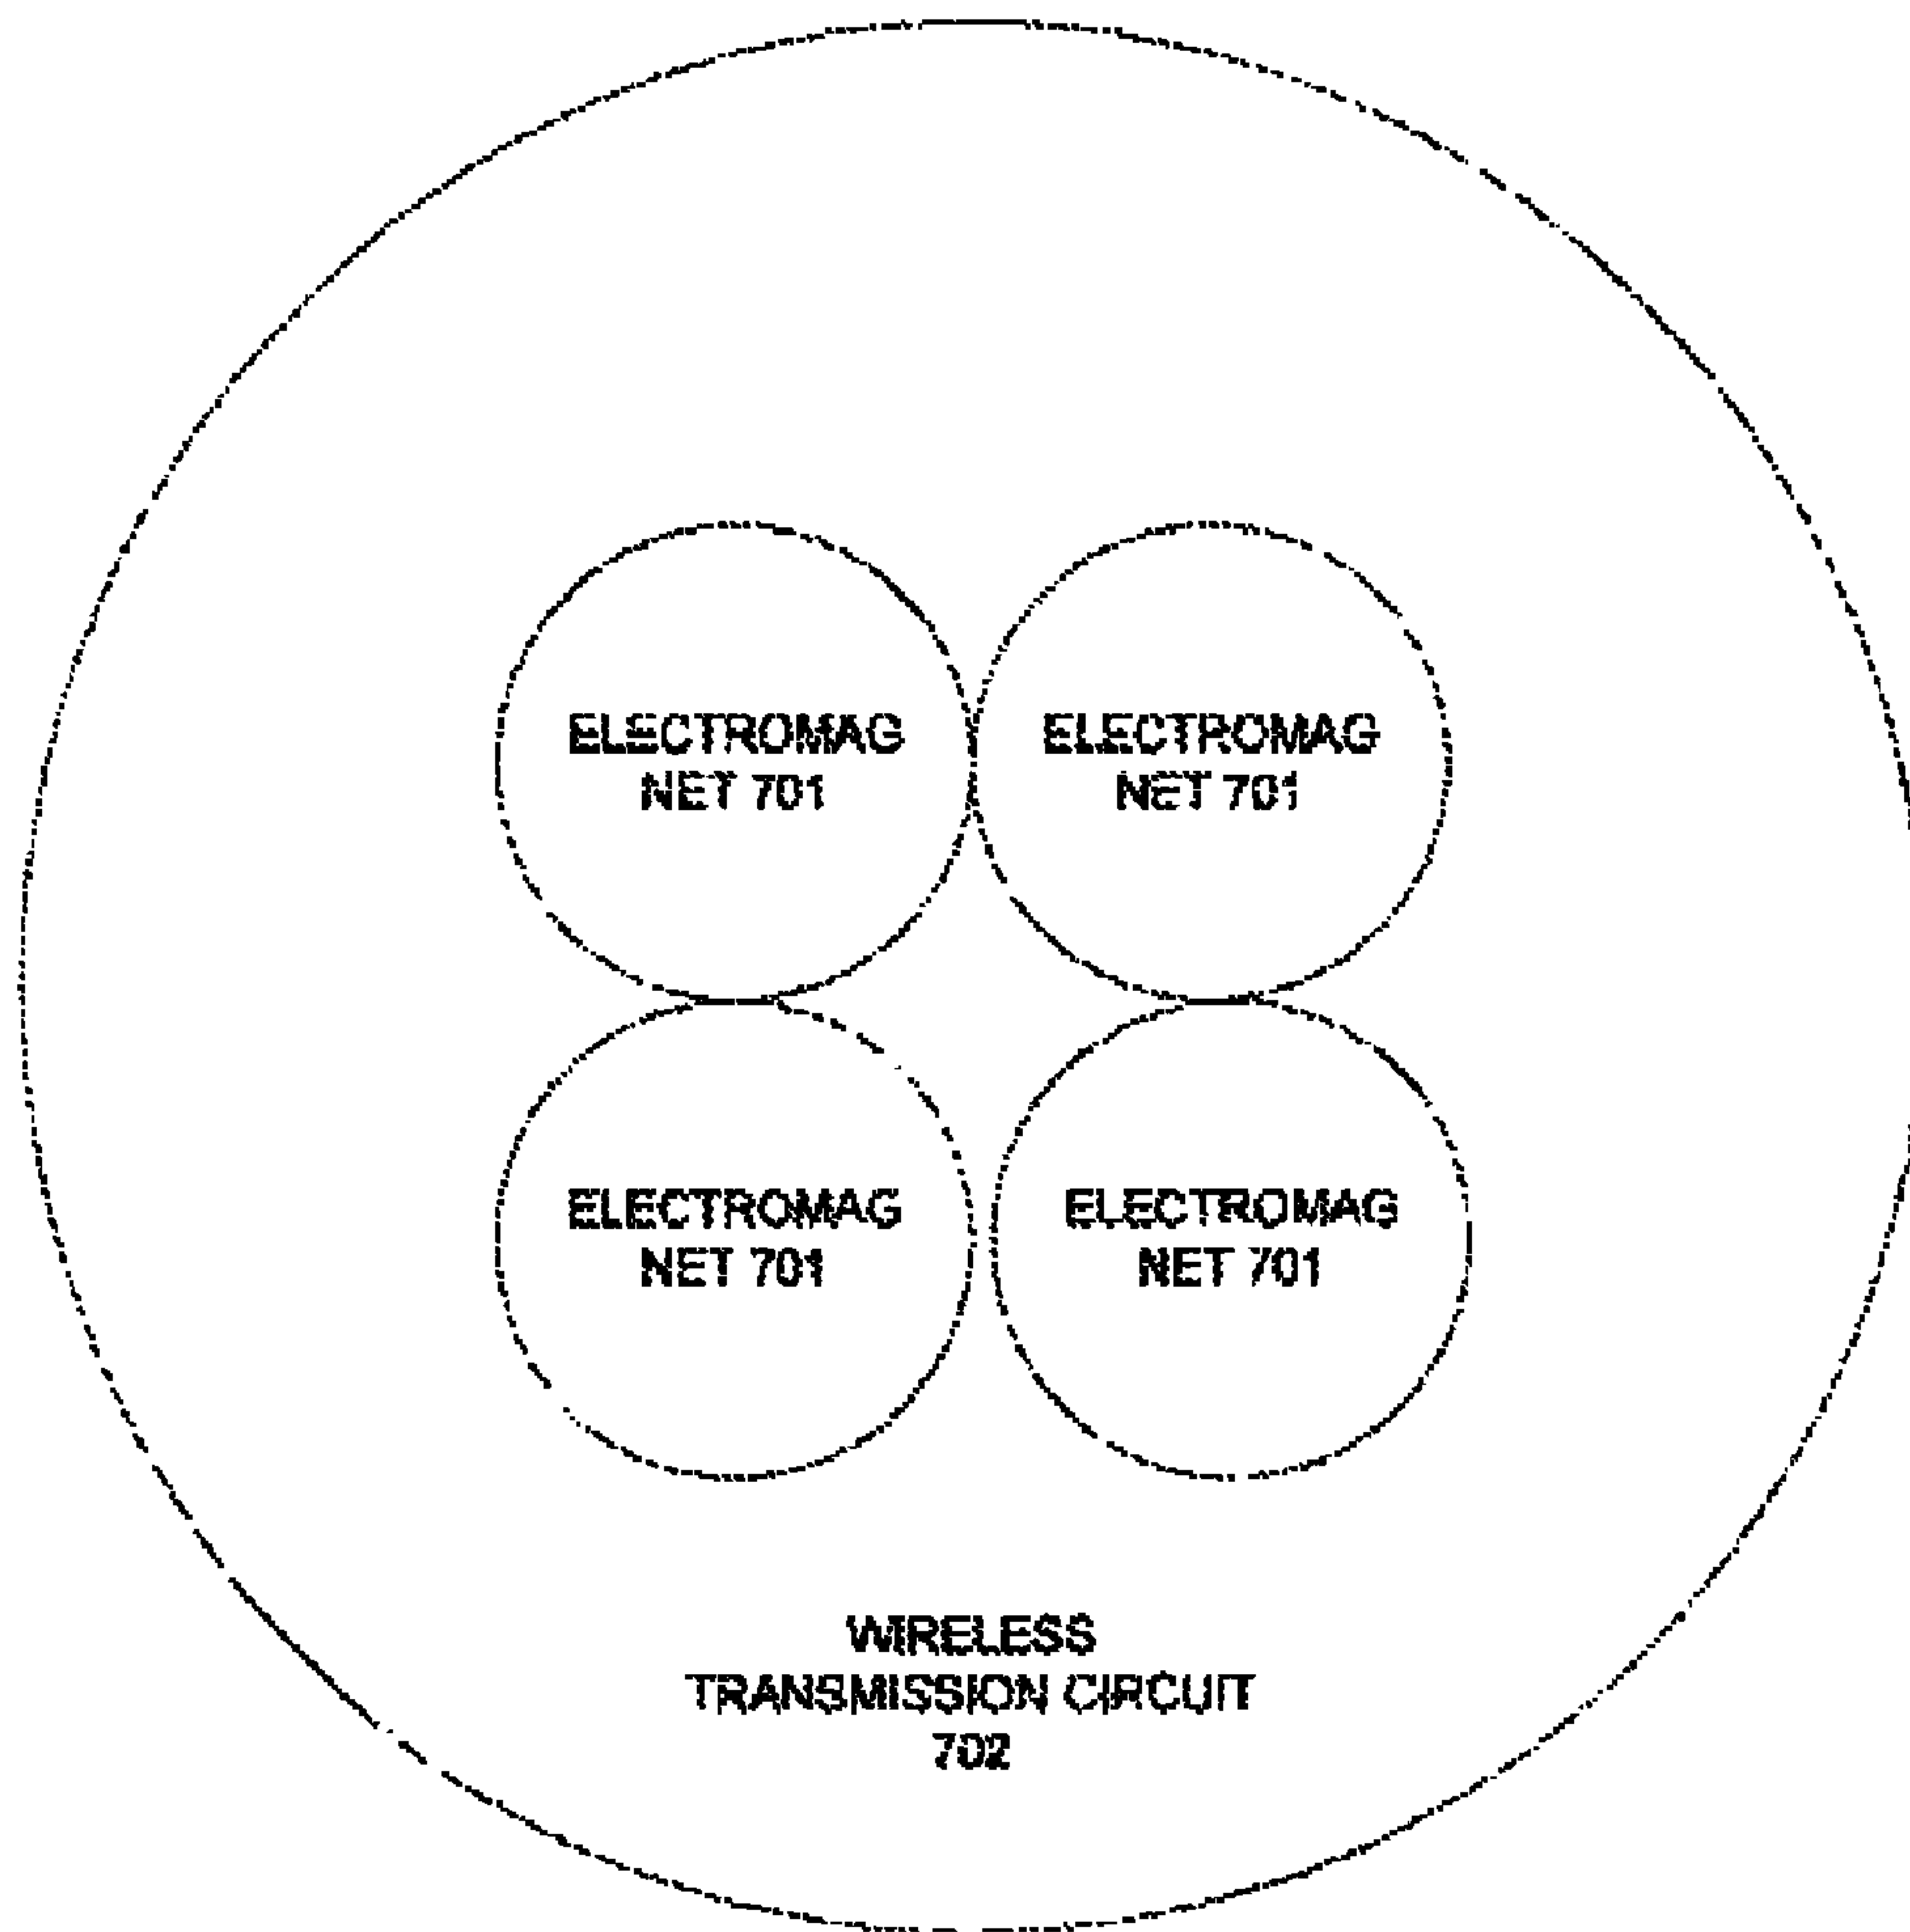 ELECTROMAG
NET 701
ELECTROMAG
NET 701
ELECTROMAG
NET 701
ELECTROMAG
NET 701
WIRELESS
TRANSMISSION CIRCUIT
702